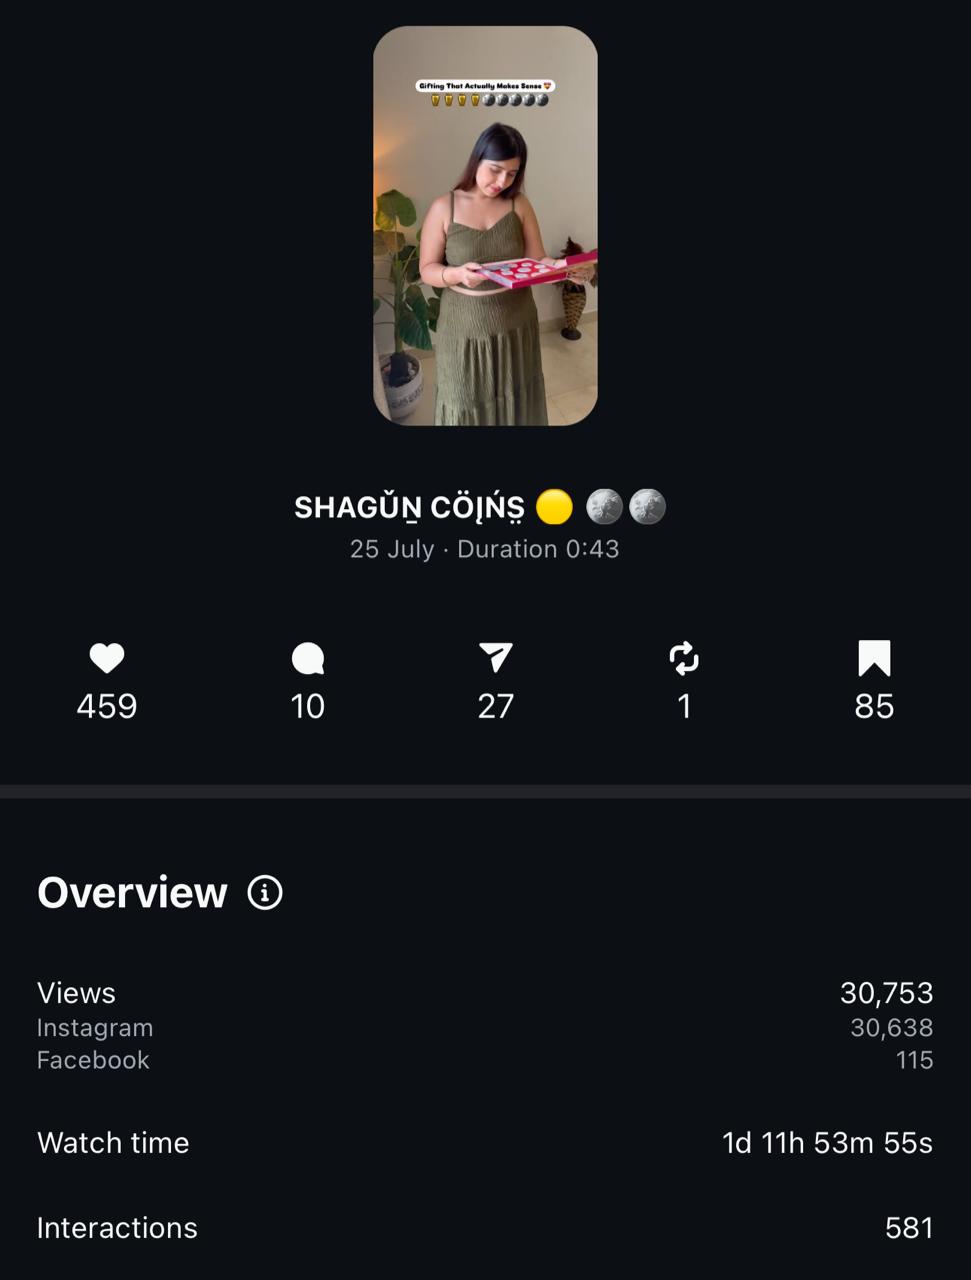 Gifting That Actually Makes Sense
SHAGǓN̲ CÖĮŃṢ̈
25 July · Duration 0:43
459 10 27 1 85
Overview
Views 30,753
Instagram 30,638
Facebook 115
Watch time 1d 11h 53m 55s
Interactions 581